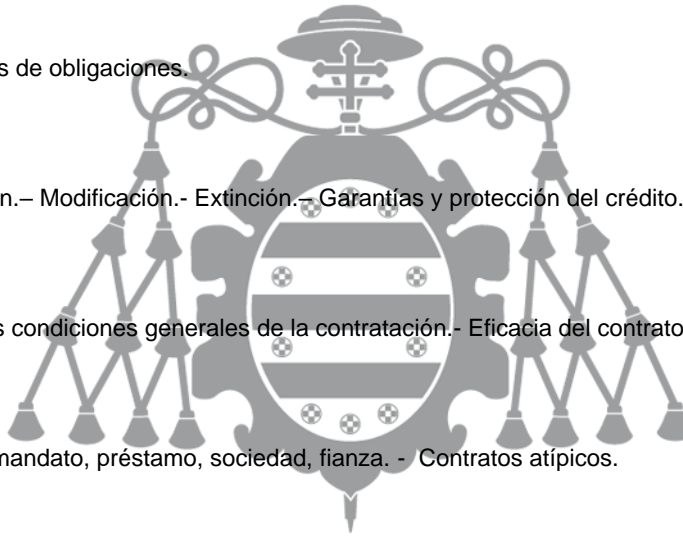 s de obligaciones.
n.– Modificación.- Extinción.– Garantías y protección del crédito.
s condiciones generales de la contratación.- Eficacia del contrato
mandato, préstamo, sociedad, fianza. - Contratos atípicos.